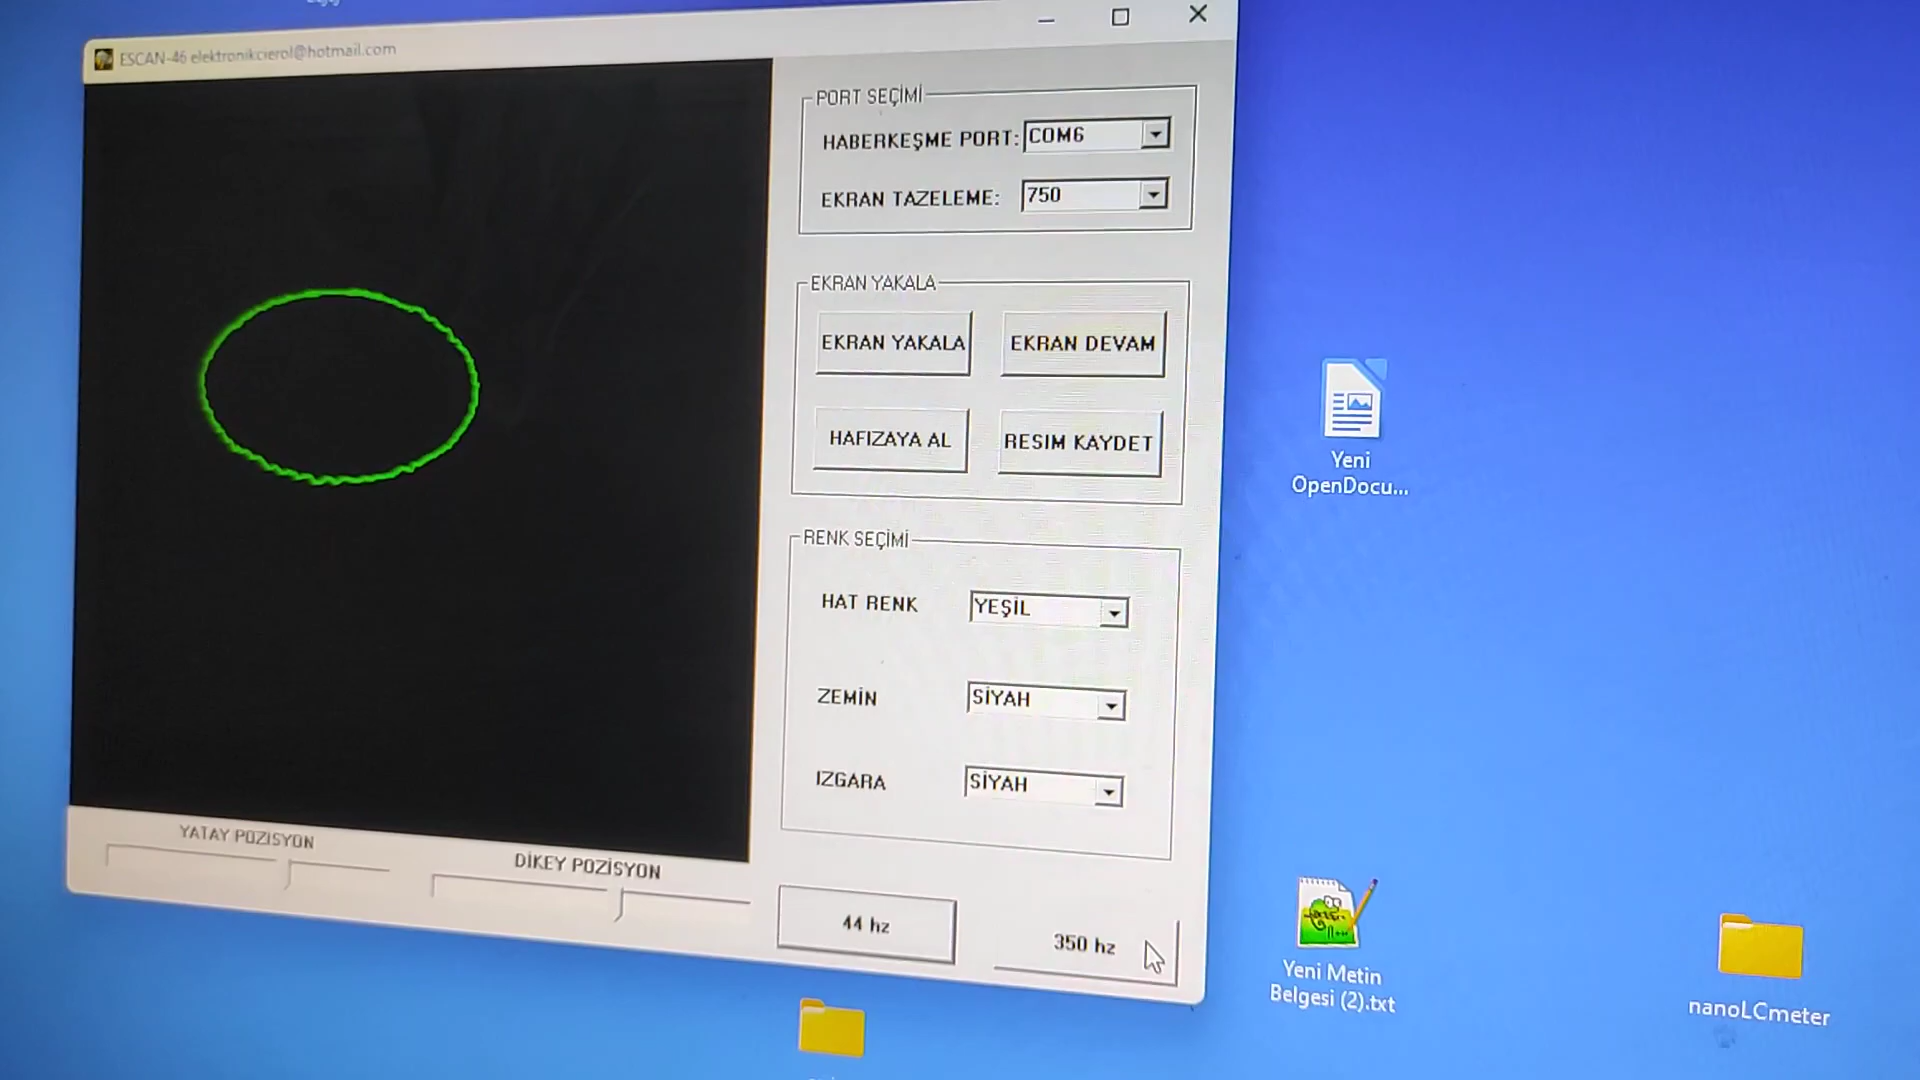 ESCAN-46 elektronikcierol@hotmail.com
PORT SEÇİMİ
HABERKEŞME PORT: COM6
EKRAN TAZELEME: 750
EKRAN YAKALA
EKRAN YAKALA
EKRAN DEVAM
HAFIZAYA AL
RESIM KAYDET
RENK SEÇİMİ
HAT RENK YEŞİL
ZEMİN SİYAH
IZGARA SİYAH
YATAY POZISYON
DİKEY POZİSYON
44 hz
350 hz
Yeni
OpenDocu...
Yeni Metin
Belgesi (2).txt
nanoLCmeter